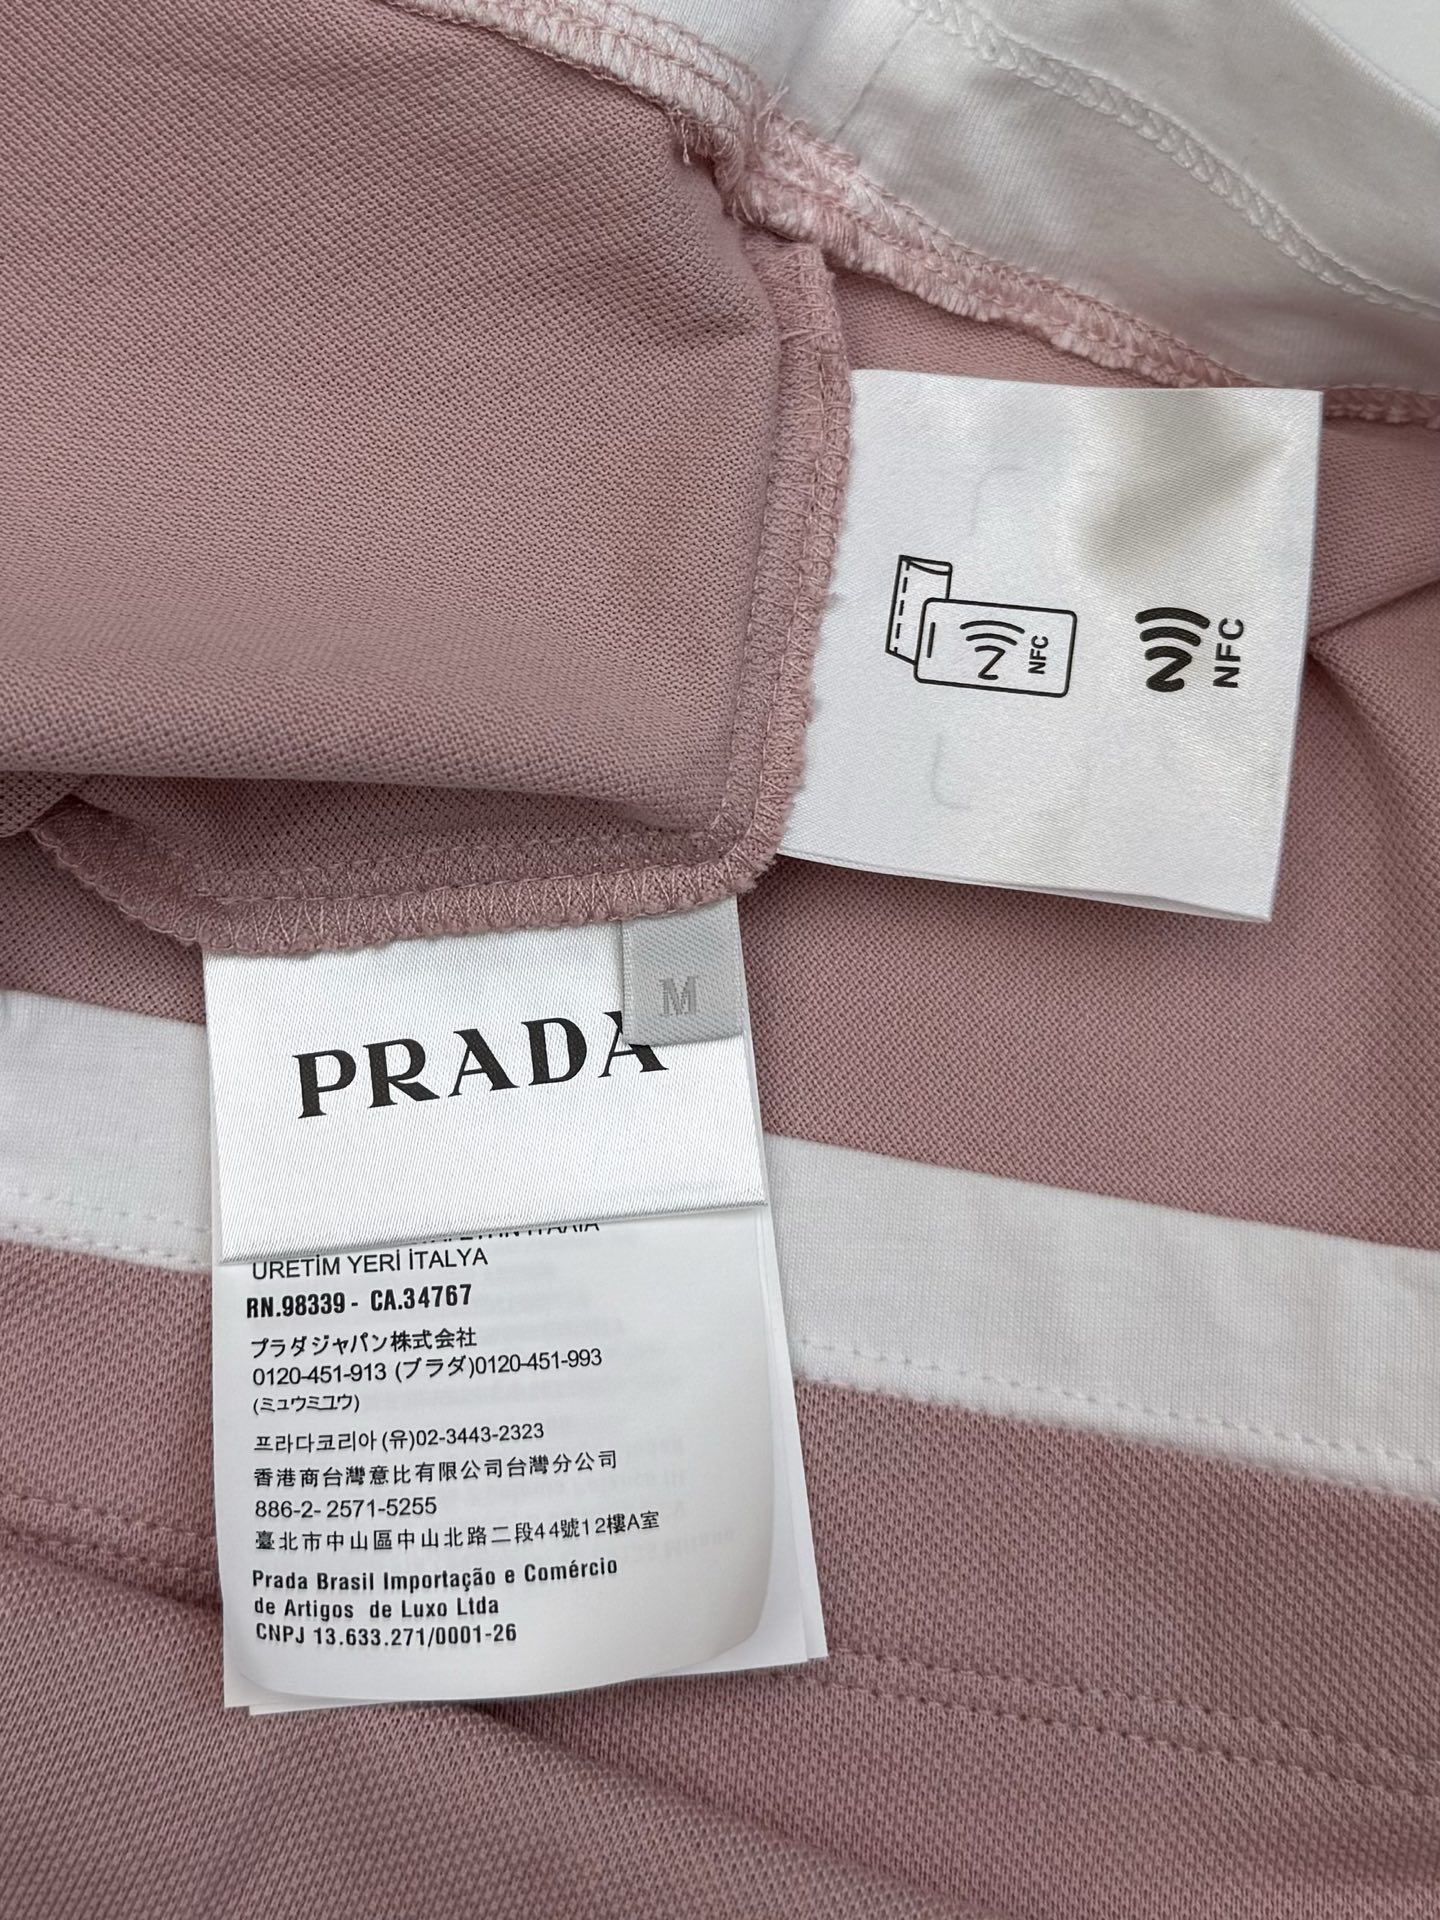 NFC
NFC
M
PRADA
ÜRETİM YERİ İTALYA
RN.98339 - CA.34767
プラダジャパン株式会社
0120-451-913 (プラダ)0120-451-993
(ミュウミュウ)
프라다코리아(유)02-3443-2323
香港商台灣意比有限公司台灣分公司
886-2- 2571-5255
臺北市中山區中山北路二段44號12樓A室
Prada Brasil Importação e Comércio
de Artigos de Luxo Ltda
CNPJ 13.633.271/0001-26